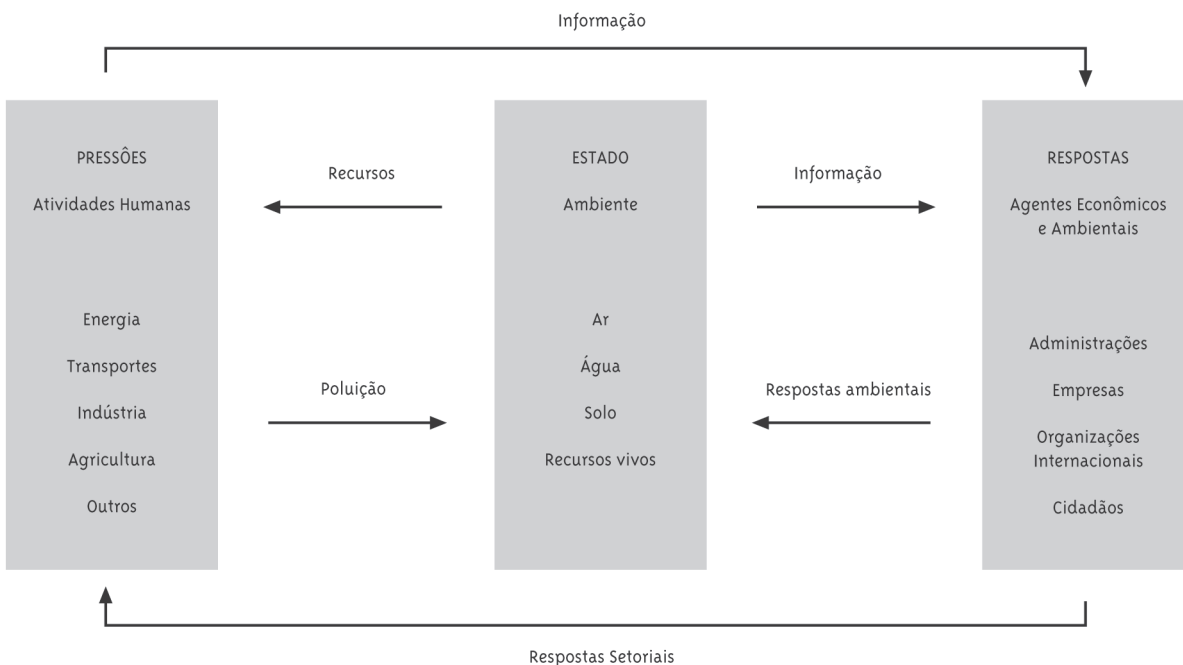 Informação
PRESSÕES
Atividades Humanas
Energia
Transportes
Indústria
Agricultura
Outros
Recursos
Poluição
ESTADO
Ambiente
Ar
Água
Solo
Recursos vivos
Informação
Respostas ambientais
RESPOSTAS
Agentes Econômicos
e Ambientais
Administrações
Empresas
Organizações
Internacionais
Cidadãos
Respostas Setoriais